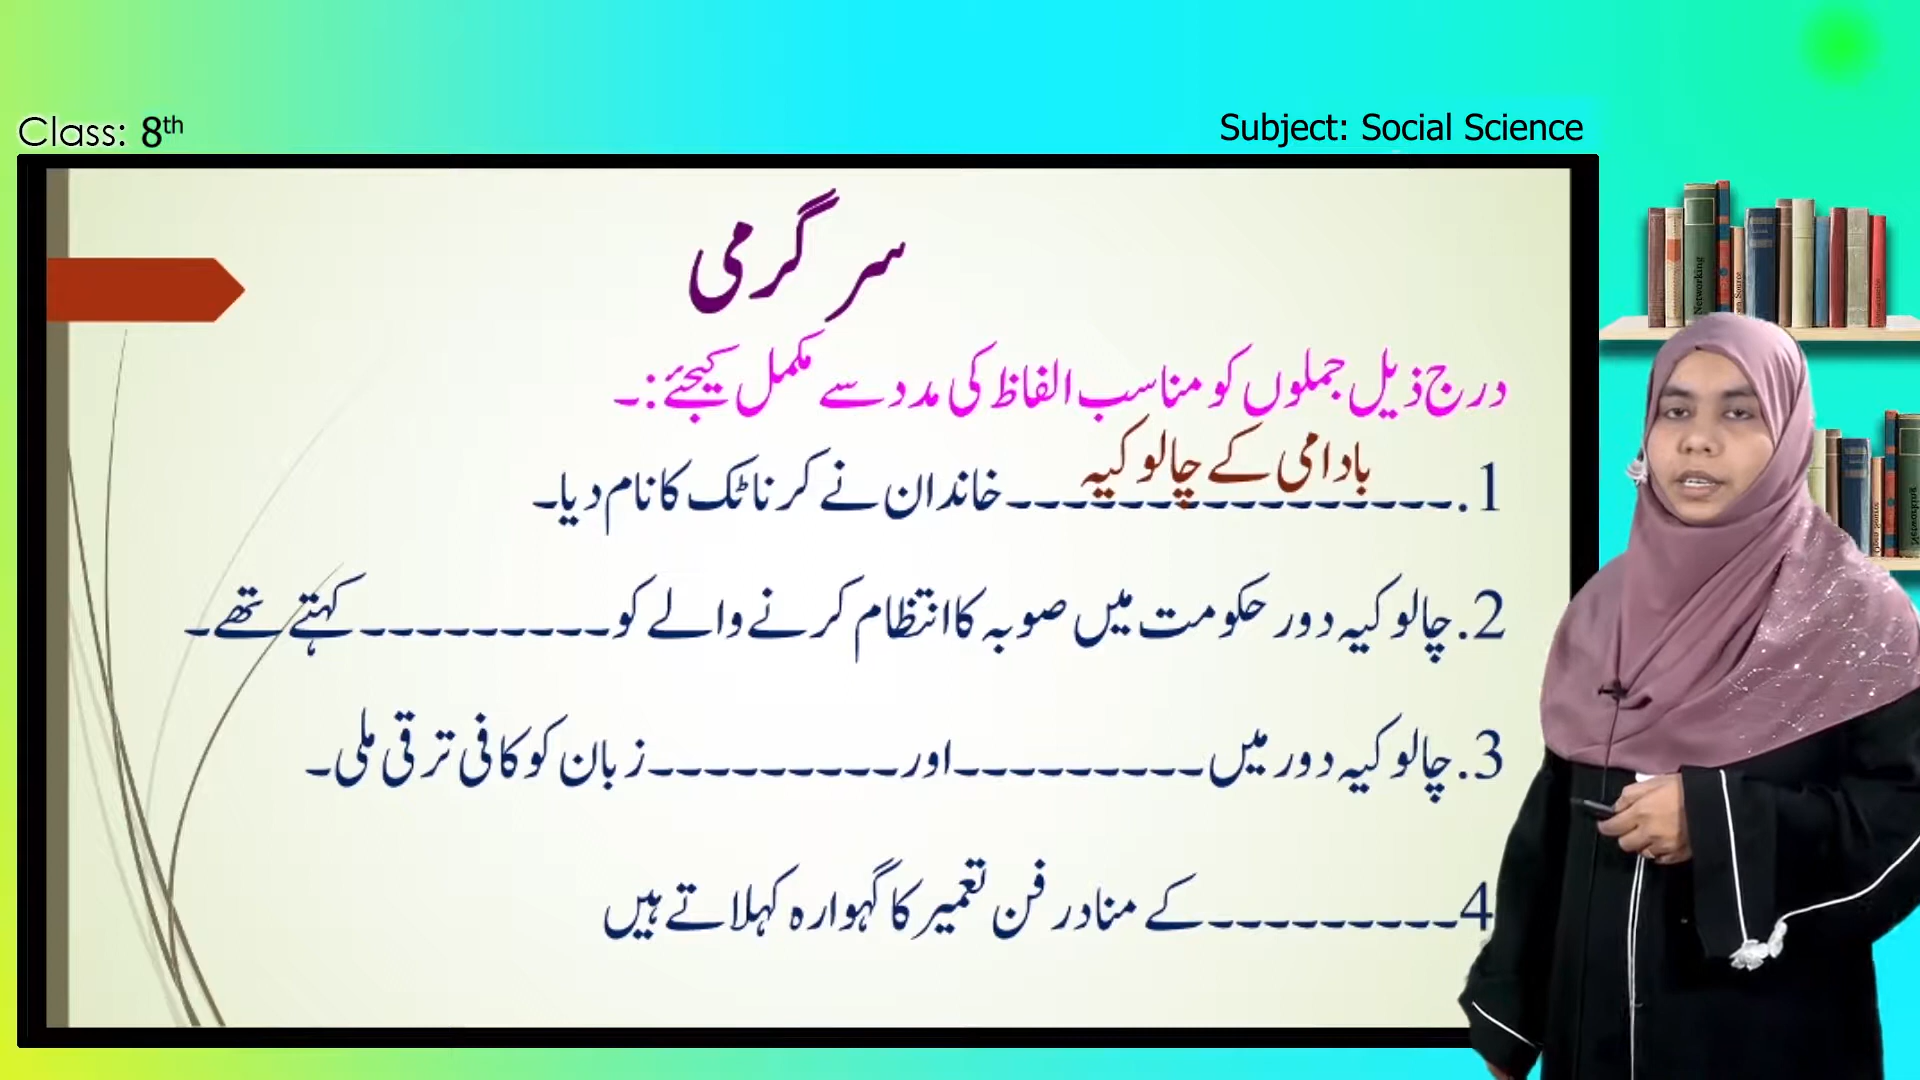 Class: 8th
Subject: Social Science
سرگرمی
درج ذیل جملوں کو مناسب الفاظ کی مدد سے مکمل کیجئے:۔
بادامی کے چالوکیہ
1.---------------- خاندان نے کرناٹک کا نام دیا۔
2.چالوکیہ دور حکومت میں صوبہ کا انتظام کرنے والے کو--------- کہتے تھے۔
3.چالوکیہ دور میں---------اور---------زبان کو کافی ترقی ملی۔
4---------کے منادر فن تعمیر کا گہوارہ کہلاتے ہیں
Networking